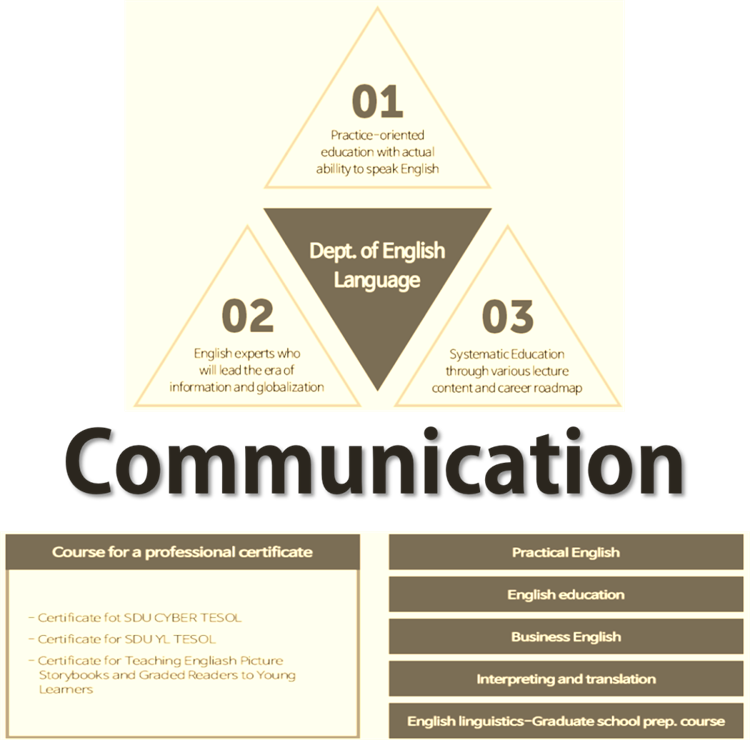 01
Practice-oriented
education with actual
abillity to speak English
Dept. of English
Language
02
English experts who
will lead the era of
information and globalization
03
Systematic Education
through various lecture
content and career roadmap
Communication
Course for a professional certificate
- Certificate fot SDU CYBER TESOL
- Certificate for SDU YL TESOL
- Certificate for Teaching Engliash Picture
Storybooks and Graded Readers to Young
Learners
Practical English
English education
Business English
Interpreting and translation
English linguistics-Graduate school prep. course